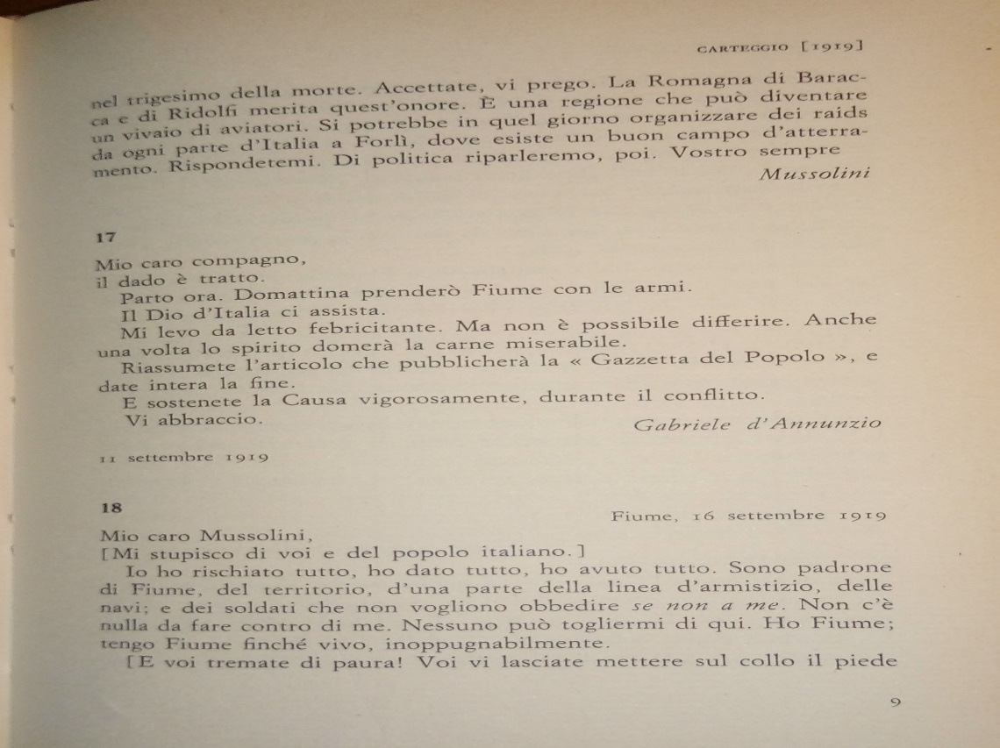 CARTEGGIO [1919]
nel trigesimo della morte. Accettate, vi prego. La Romagna di Barac-
ca e di Ridolfi merita quest'onore. È una regione che può diventare
un vivaio di aviatori. Si potrebbe in quel giorno organizzare dei raids
da ogni parte d'Italia a Forlì, dove esiste un buon campo d'atterra-
mento. Rispondetemi. Di politica riparleremo, poi. Vostro sempre
Mussolini
17
Mio caro compagno,
il dado è tratto.
Parto ora. Domattina prenderò Fiume con le armi.
Il Dio d'Italia ci assista.
Mi levo da letto febricitante. Ma non è possibile differire. Anche
una volta lo spirito domerà la carne miserabile.
Riassumete l'articolo che pubblicherà la « Gazzetta del Popolo », e
date intera la fine.
E sostenete la Causa vigorosamente, durante il conflitto.
Vi abbraccio.
Gabriele d'Annunzio
11 settembre 1919
18
Fiume, 16 settembre 1919
Mio caro Mussolini,
[Mi stupisco di voi e del popolo italiano.]
Io ho rischiato tutto, ho dato tutto, ho avuto tutto. Sono padrone
di Fiume, del territorio, d'una parte della linea d'armistizio, delle
navi; e dei soldati che non vogliono obbedire se non a me. Non c'è
nulla da fare contro di me. Nessuno può togliermi di qui. Ho Fiume;
tengo Fiume finché vivo, inoppugnabilmente.
[E voi tremate di paura! Voi vi lasciate mettere sul collo il piede
9